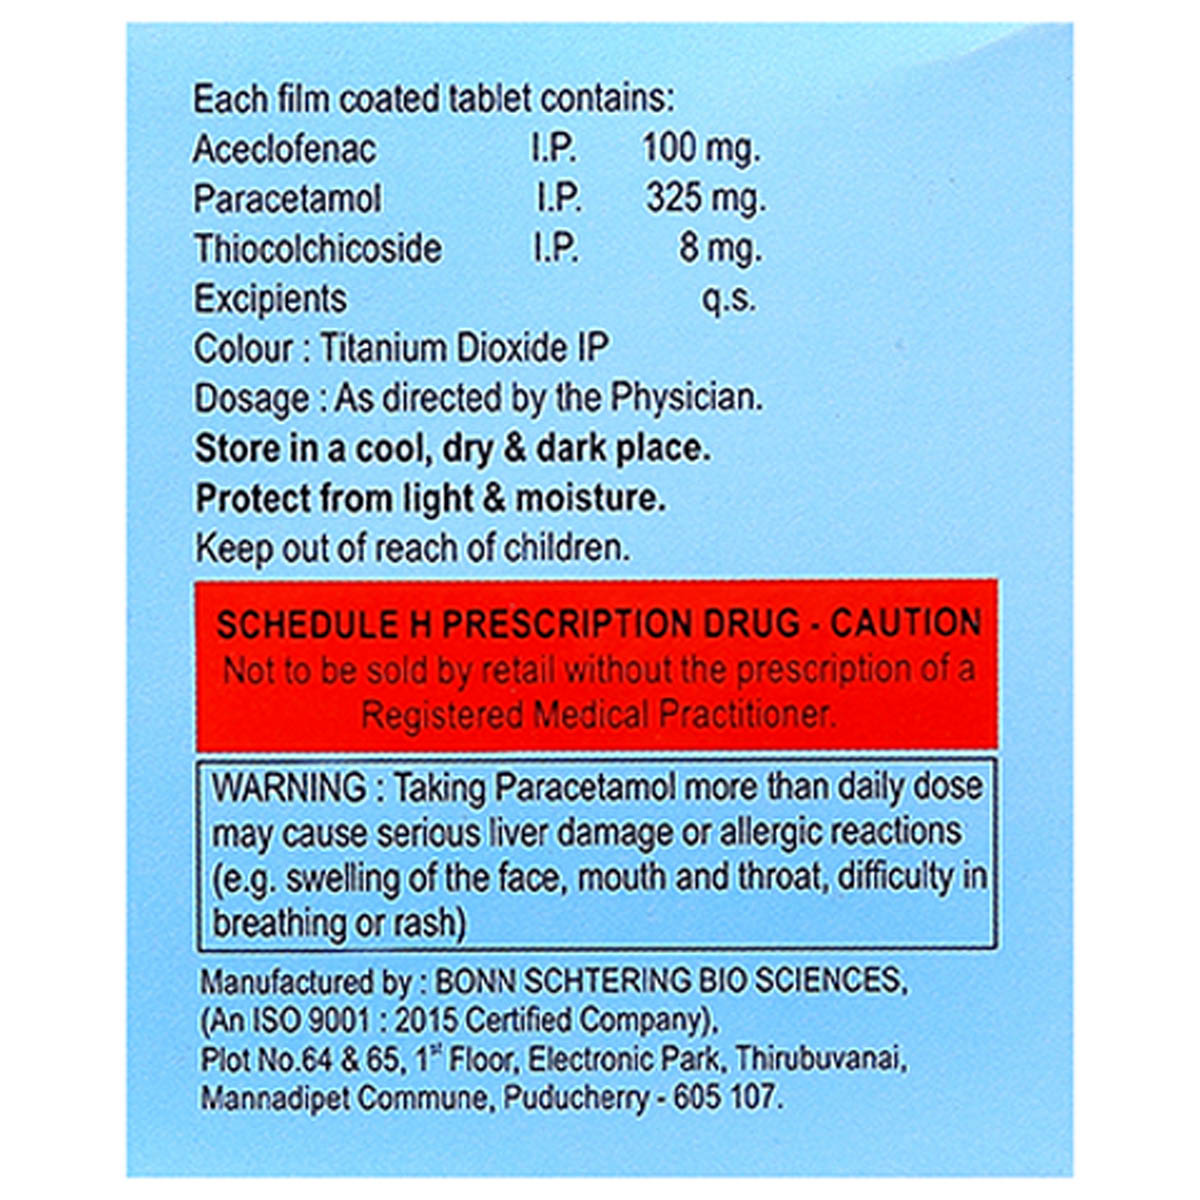 Each film coated tablet contains:
Aceclofenac I.P. 100 mg.
Paracetamol I.P. 325 mg.
Thiocolchicoside I.P. 8 mg.
Excipients q.s.
Colour : Titanium Dioxide IP
Dosage : As directed by the Physician.
Store in a cool, dry & dark place.
Protect from light & moisture.
Keep out of reach of children.
SCHEDULE H PRESCRIPTION DRUG - CAUTION
Not to be sold by retail without the prescription of a
Registered Medical Practitioner.
WARNING : Taking Paracetamol more than daily dose
may cause serious liver damage or allergic reactions
(e.g. swelling of the face, mouth and throat, difficulty in
breathing or rash)
Manufactured by : BONN SCHTERING BIO SCIENCES,
(An ISO 9001 : 2015 Certified Company),
Plot No.64 & 65, 1st Floor, Electronic Park, Thirubuvanai,
Mannadipet Commune, Puducherry - 605 107.